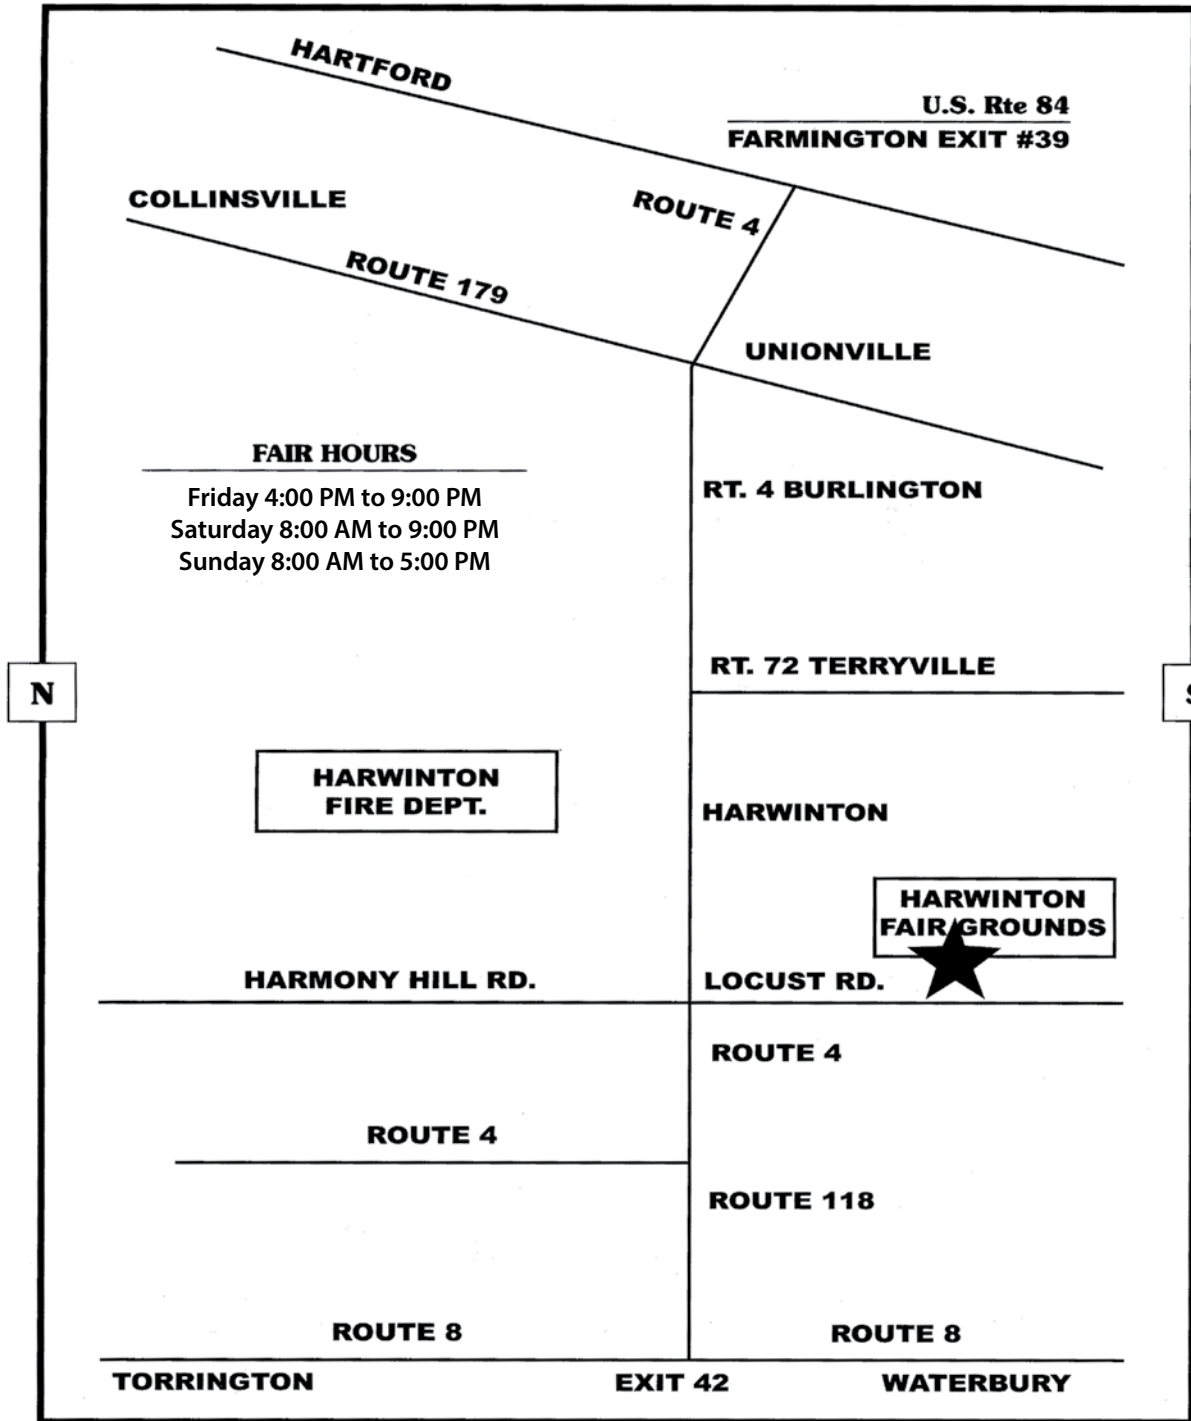 HARTFORD
U.S. Rte 84
FARMINGTON EXIT #39
COLLINSVILLE
ROUTE 4
ROUTE 179
UNIONVILLE
FAIR HOURS
Friday 4:00 PM to 9:00 PM
Saturday 8:00 AM to 9:00 PM
Sunday 8:00 AM to 5:00 PM
RT. 4 BURLINGTON
RT. 72 TERRYVILLE
N
HARWINTON
FIRE DEPT.
HARWINTON
HARWINTON
FAIR GROUNDS
HARMONY HILL RD.
LOCUST RD.
ROUTE 4
ROUTE 4
ROUTE 118
ROUTE 8
ROUTE 8
TORRINGTON
EXIT 42
WATERBURY